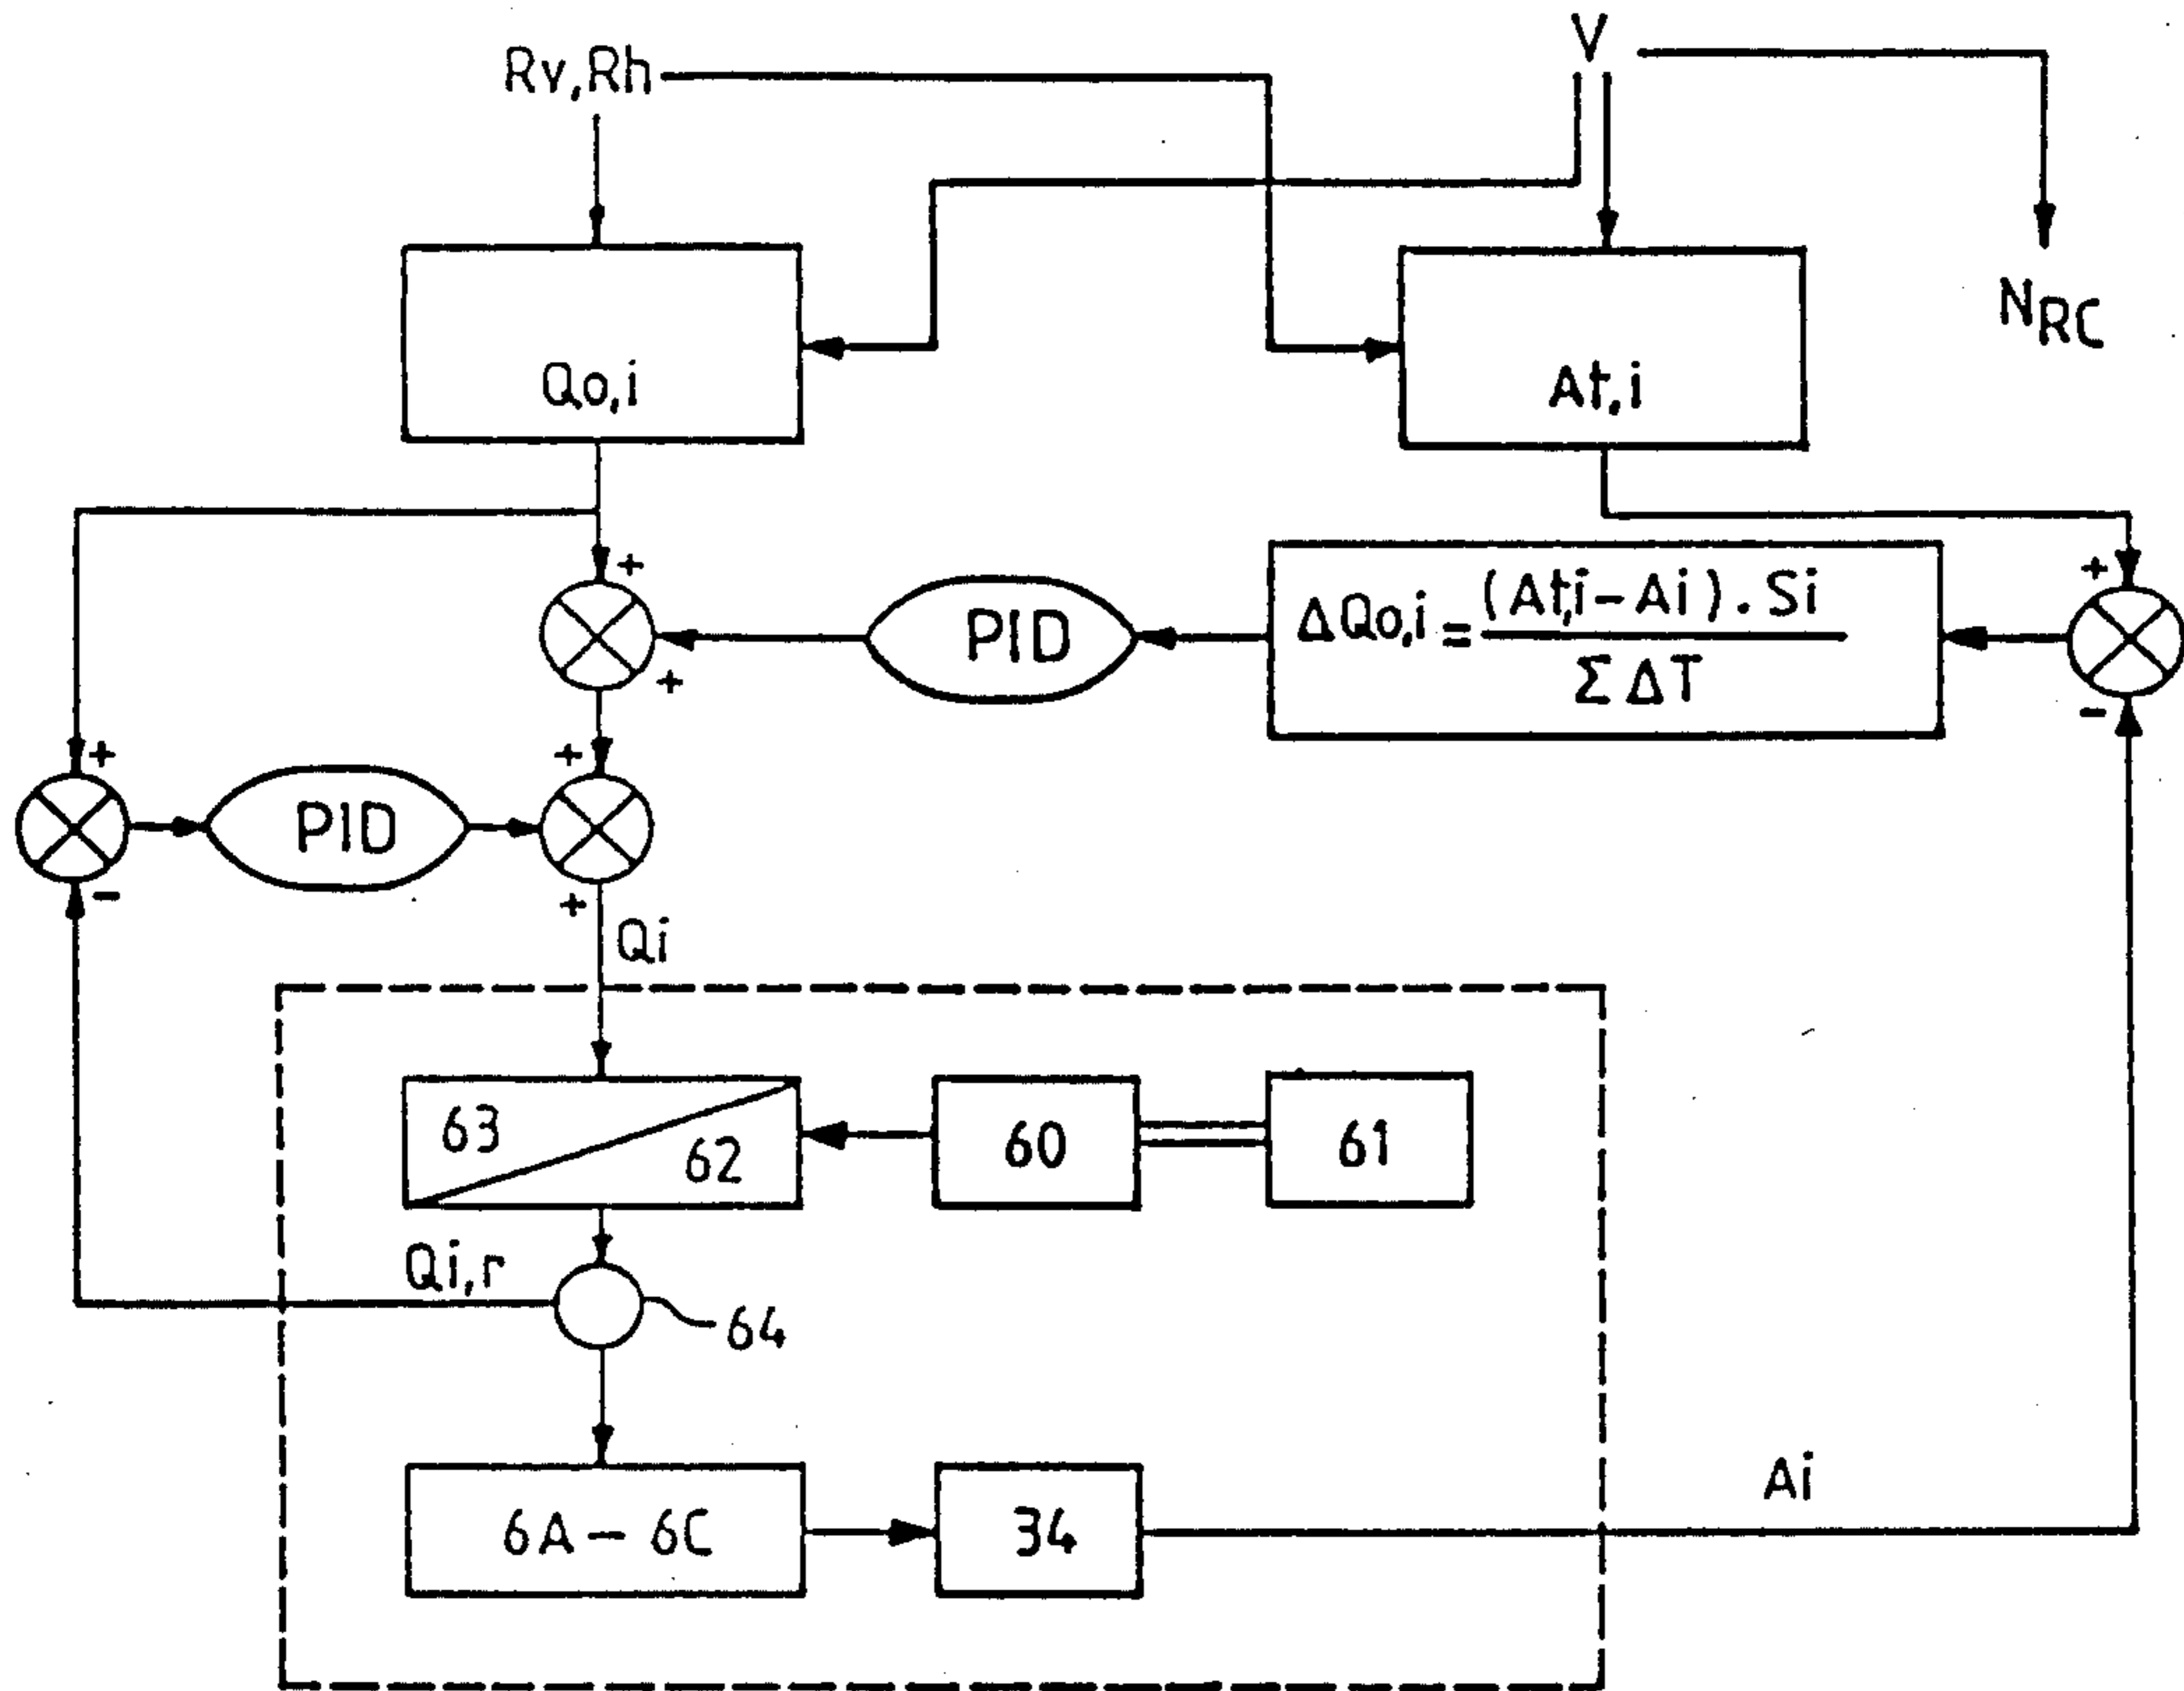 Rv,Rh
V
NRC
Qo,i
At,i
+
+
ΔQo,i = (At,i-Ai).Si
ΣΔT
PID
+
-
+
+
PID
+
-
+
Qi
63
62
60
61
Qi,r
64
6A - 6C
34
Ai